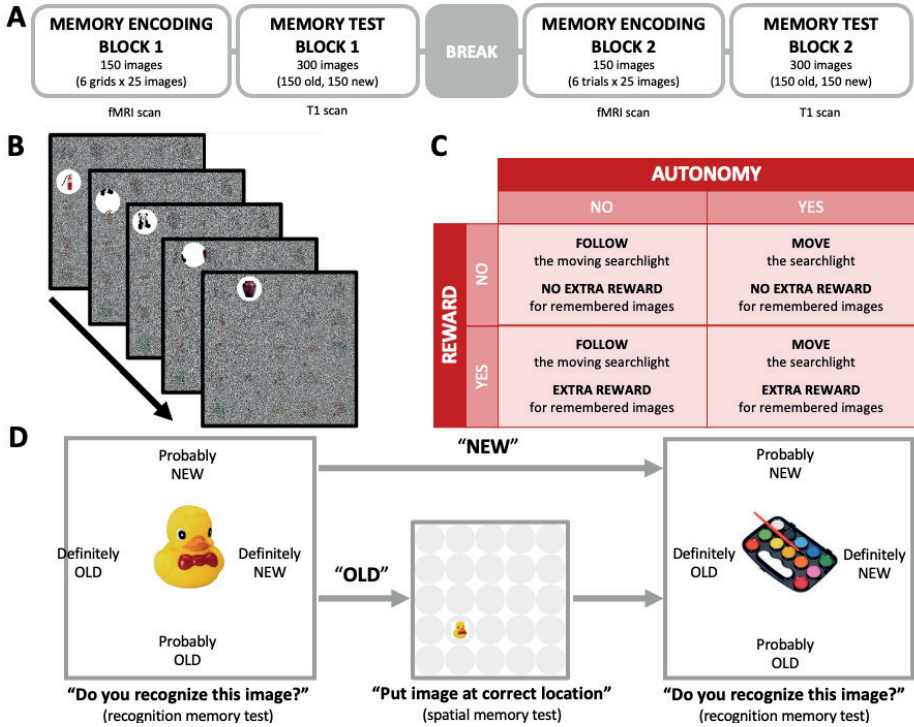 A
MEMORY ENCODING
BLOCK 1
150 images
(6 grids x 25 images)
fMRI scan
MEMORY TEST
BLOCK 1
300 images
(150 old, 150 new)
T1 scan
BREAK
MEMORY ENCODING
BLOCK 2
150 images
(6 trials x 25 images)
fMRI scan
MEMORY TEST
BLOCK 2
300 images
(150 old, 150 new)
T1 scan
B
C
AUTONOMY
NO
YES
REWARD
NO
FOLLOW
the moving searchlight
NO EXTRA REWARD
for remembered images
MOVE
the searchlight
NO EXTRA REWARD
for remembered images
YES
FOLLOW
the moving searchlight
EXTRA REWARD
for remembered images
MOVE
the searchlight
EXTRA REWARD
for remembered images
D
Probably
NEW
Definitely
OLD
Definitely
NEW
Probably
OLD
"Do you recognize this image?"
(recognition memory test)
"NEW"
"OLD"
"Put image at correct location"
(spatial memory test)
Probably
NEW
Definitely
OLD
Definitely
NEW
Probably
OLD
"Do you recognize this image?"
(recognition memory test)